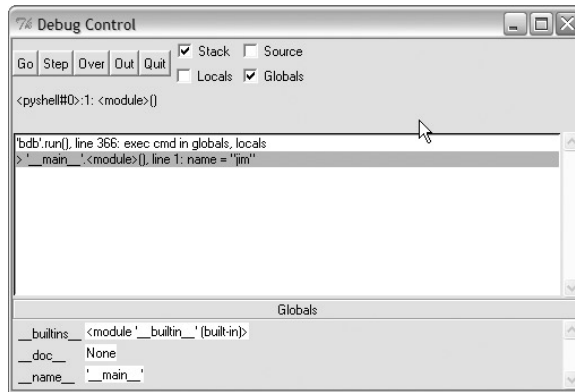 7% Debug Control
Go Step Over Out Quit
Stack Source
Locals Globals
<pyshell#0>:1: <module>()
'bdb'.run(), line 366: exec cmd in globals, locals
> '__main__'.<module>(), line 1: name = "jim"
Globals
__builtins__ <module '__builtin__' (built-in)>
__doc__ None
__name__ '__main__'